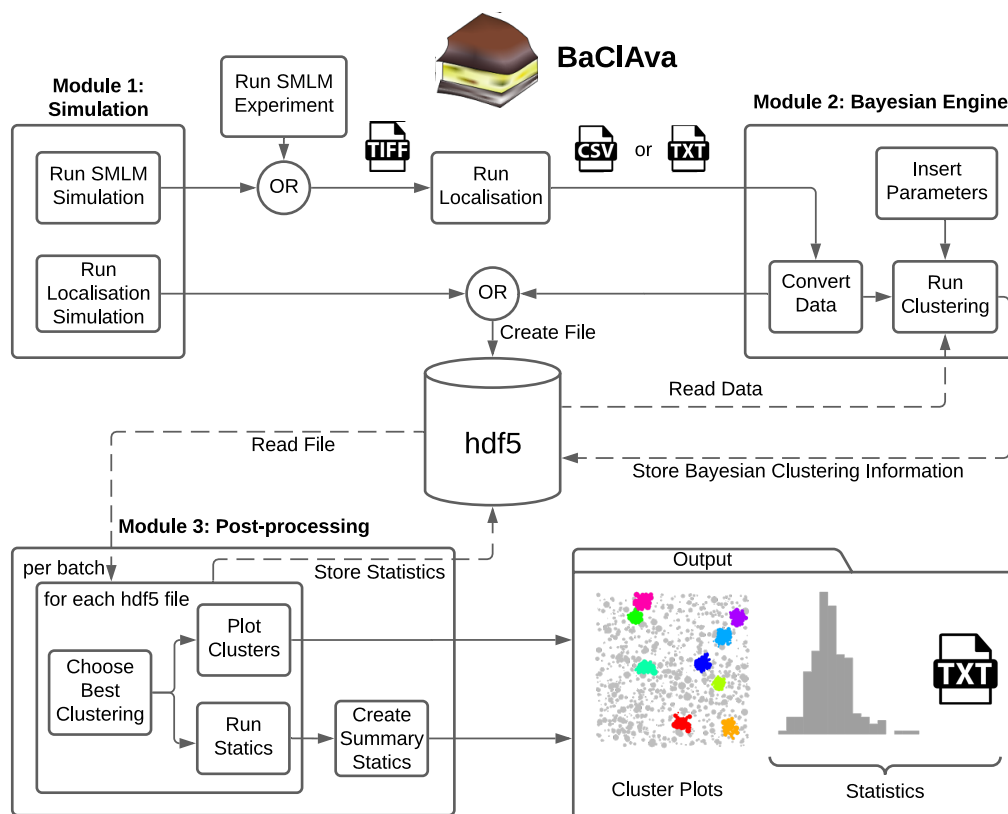 BaClAva
Module 1:
Simulation
Run SMLM
Experiment
Module 2: Bayesian Engine
TIFF
CSV or TXT
Run SMLM
Simulation
OR
Run
Localisation
Insert
Parameters
Run
Localisation
Simulation
OR
Convert
Data
Run
Clustering
Create File
Read Data
Read File
hdf5
Store Bayesian Clustering Information
Module 3: Post-processing
per batch
Store Statistics
Output
for each hdf5 file
Plot
Clusters
Choose
Best
Clustering
Run
Statics
Create
Summary
Statics
TXT
Cluster Plots
Statistics